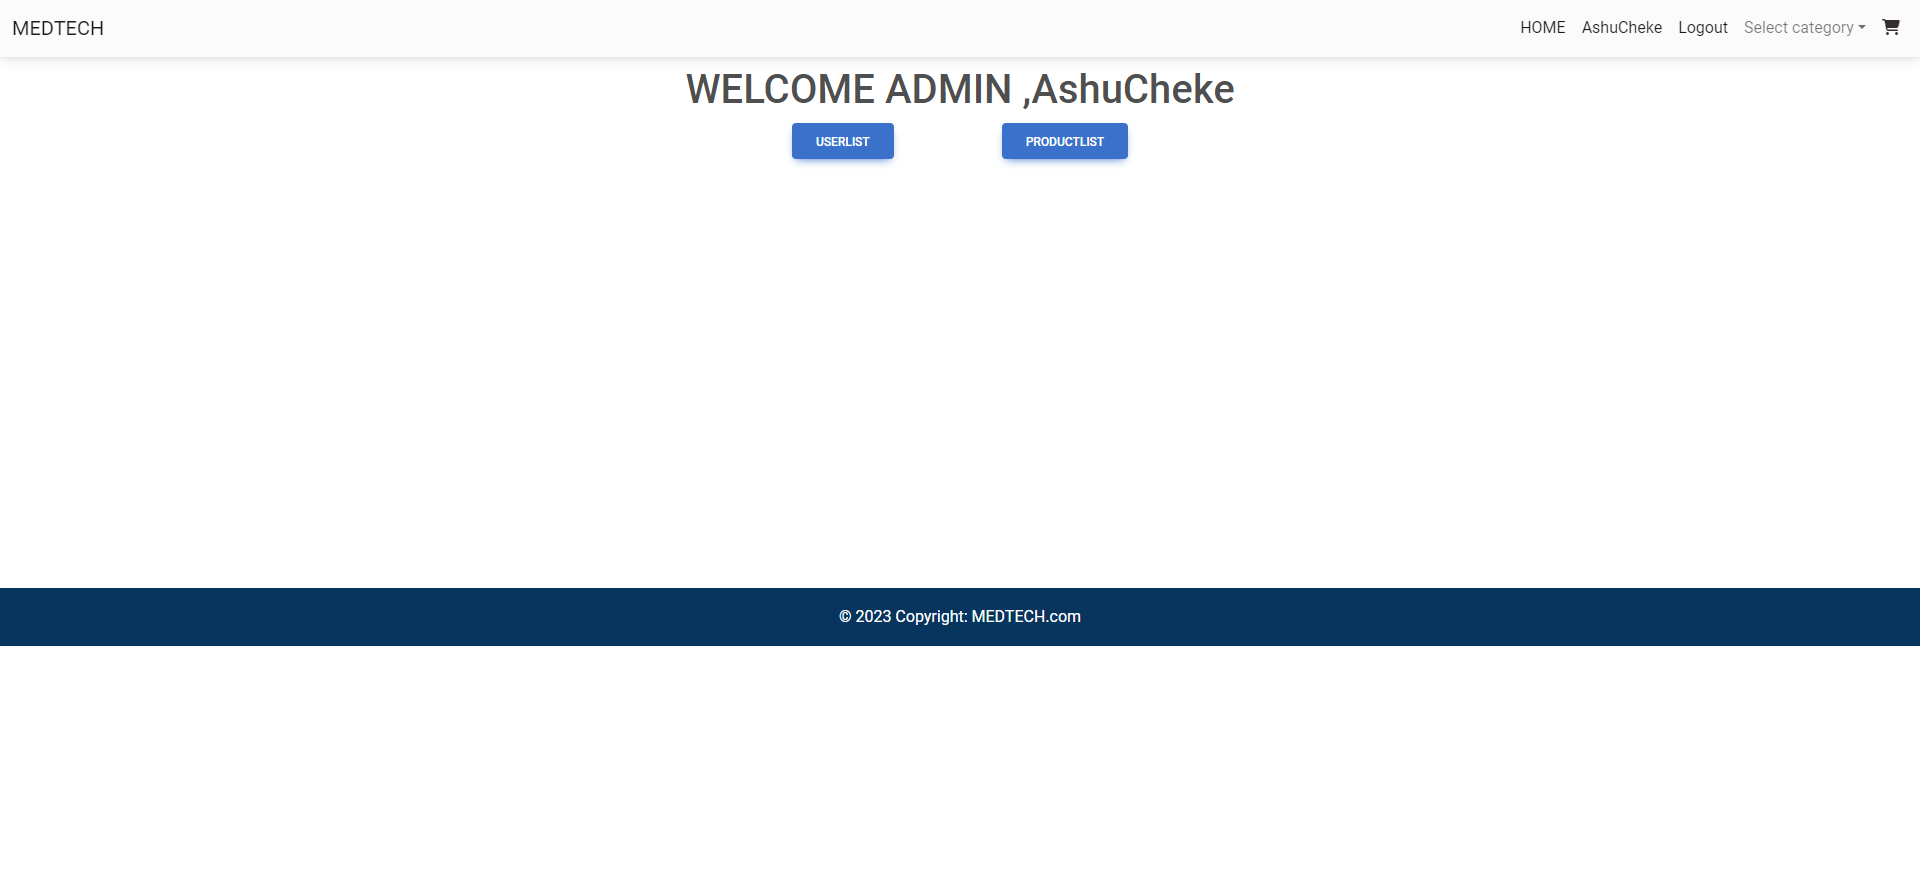 MEDTECH
HOME AshuCheke Logout Select category
WELCOME ADMIN ,AshuCheke
USERLIST PRODUCTLIST
© 2023 Copyright: MEDTECH.com